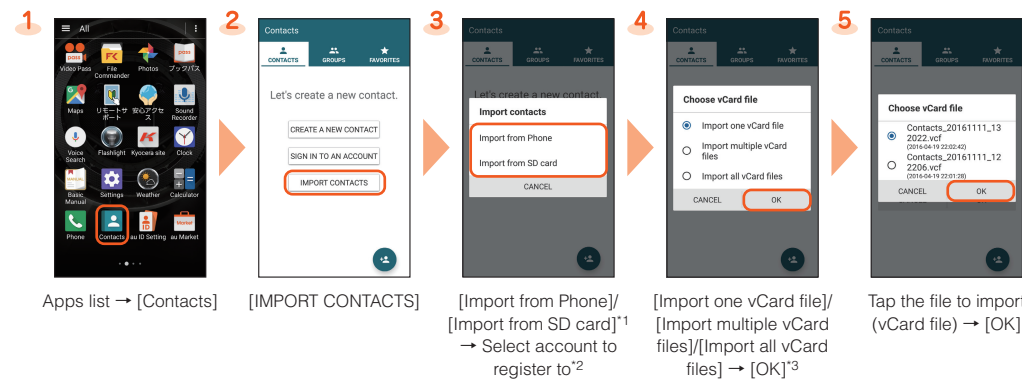 1
All
Video Pass
File
Commander
Photos
pass
ブックパス
Maps
リモートサ
ポート
安心アクセ
ス
Sound
Recorder
Voice
Search
Flashlight
Kyocera site
Clock
Basic
Manual
Settings
Weather
Calculator
Phone
Contacts
au ID Setting
Market
au Market
Apps list → [Contacts]
2
Contacts
CONTACTS
GROUPS
FAVORITES
Let's create a new contact.
CREATE A NEW CONTACT
SIGN IN TO AN ACCOUNT
IMPORT CONTACTS
[IMPORT CONTACTS]
3
Contacts
CONTACTS
GROUPS
FAVORITES
Let's create a new contact.
Import contacts
Import from Phone
Import from SD card
CANCEL
[Import from Phone]/
[Import from SD card]*1
→ Select account to
register to*2
4
Contacts
CONTACTS
GROUPS
FAVORITES
Choose vCard file
Import one vCard file
Import multiple vCard
files
Import all vCard files
CANCEL
OK
[Import one vCard file]/
[Import multiple vCard
files]/[Import all vCard
files] → [OK]*3
5
Contacts
CONTACTS
GROUPS
FAVORITES
Choose vCard file
Contacts_20161111_13
2022.vcf
(2016-04-19 22:02:42)
Contacts_20161111_12
2206.vcf
(2016-04-19 22:01:28)
CANCEL
OK
Tap the file to import
(vCard file) → [OK]